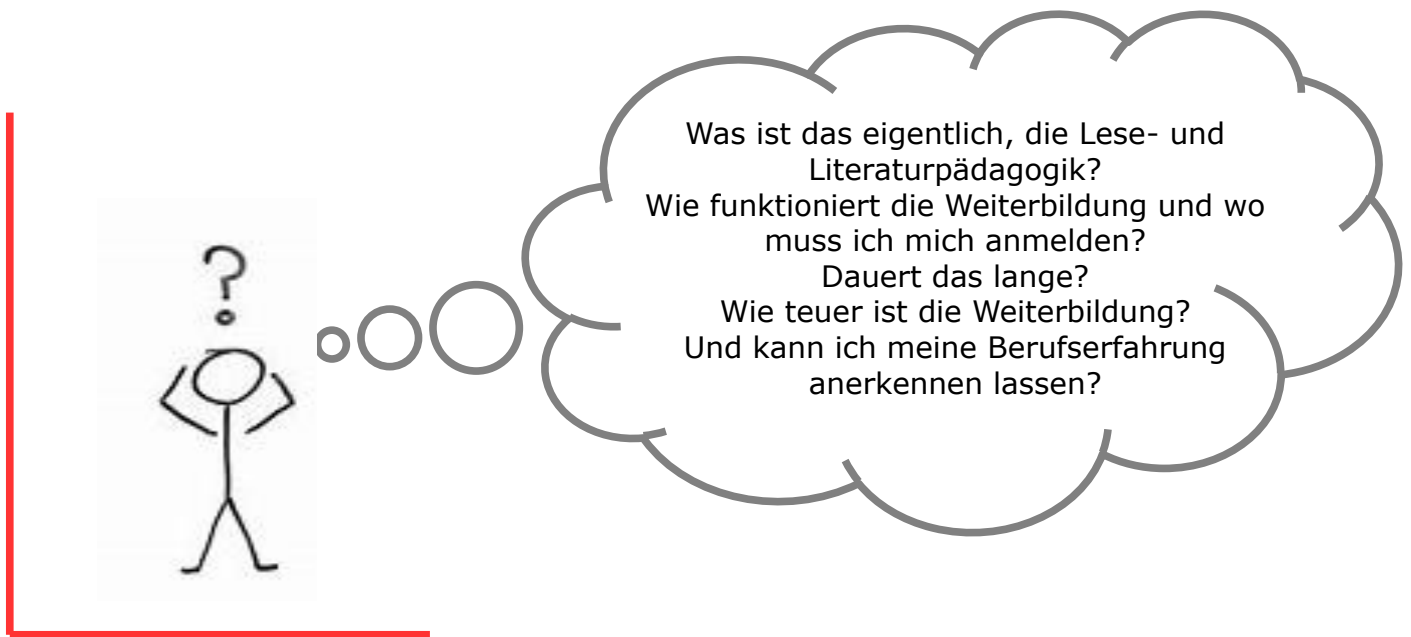 ?
Was ist das eigentlich, die Lese- und
Literaturpädagogik?
Wie funktioniert die Weiterbildung und wo
muss ich mich anmelden?
Dauert das lange?
Wie teuer ist die Weiterbildung?
Und kann ich meine Berufserfahrung
anerkennen lassen?